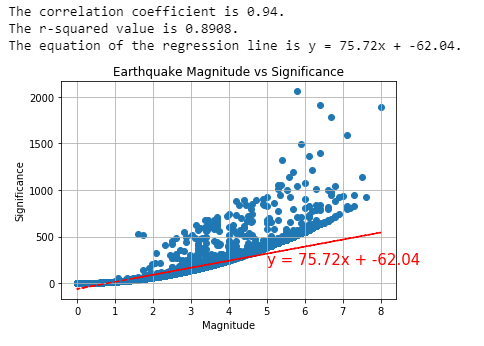 The correlation coefficient is 0.94.
The r-squared value is 0.8908.
The equation of the regression line is y = 75.72x + -62.04.
Earthquake Magnitude vs Significance
2000
1500
1000
500
0
Significance
y = 75.72x + -62.04
0 1 2 3 4 5 6 7 8
Magnitude